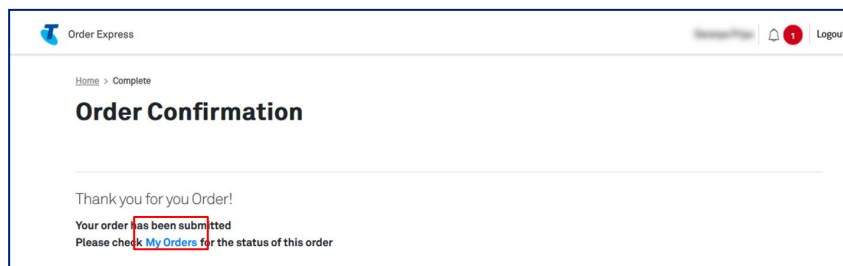 Order Express
1
Logout
Home > Complete
Order Confirmation
Thank you for you Order!
Your order has been submitted
Please check My Orders for the status of this order